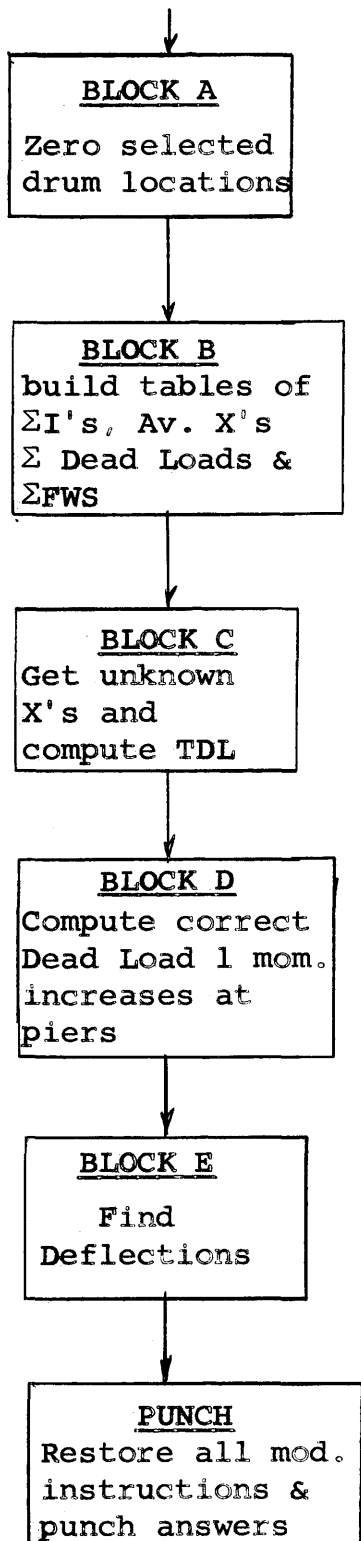 BLOCK A
Zero selected
drum locations
BLOCK B
build tables of
ΣI's, Av. X's
Σ Dead Loads &
ΣFWS
BLOCK C
Get unknown
X's and
compute TDL
BLOCK D
Compute correct
Dead Load 1 mom.
increases at
piers
BLOCK E
Find
Deflections
PUNCH
Restore all mod.
instructions &
punch answers